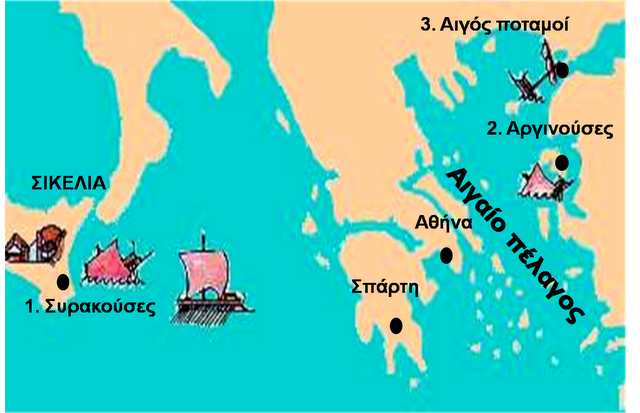 3. Αιγός ποταμοί
2. Αργινούσες
ΣΙΚΕΛΙΑ
Αιγαίο πέλαγος
Αθήνα
Σπάρτη
1. Συρακούσες